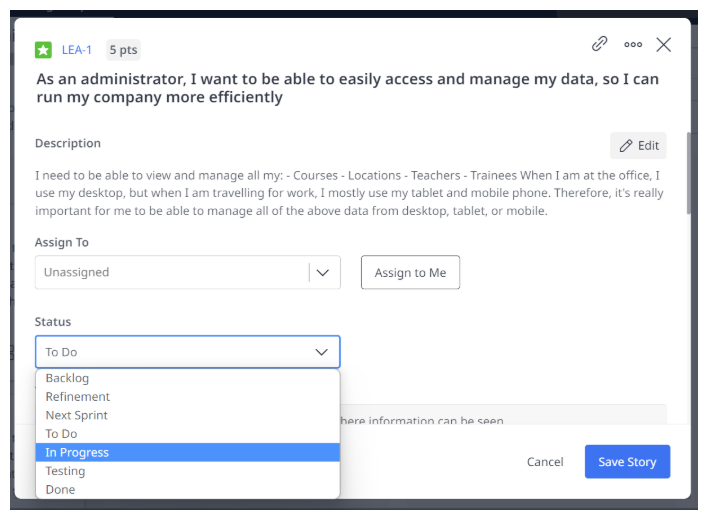 LEA-1 5 pts
As an administrator, I want to be able to easily access and manage my data, so I can
run my company more efficiently
Description
Edit
I need to be able to view and manage all my: - Courses - Locations - Teachers - Trainees When I am at the office, I
use my desktop, but when I am travelling for work, I mostly use my tablet and mobile phone. Therefore, it's really
important for me to be able to manage all of the above data from desktop, tablet, or mobile.
Assign To
Unassigned
Assign to Me
Status
To Do
Backlog
Refinement
Next Sprint
To Do
In Progress
Testing
Done
here information can be seen
Cancel
Save Story